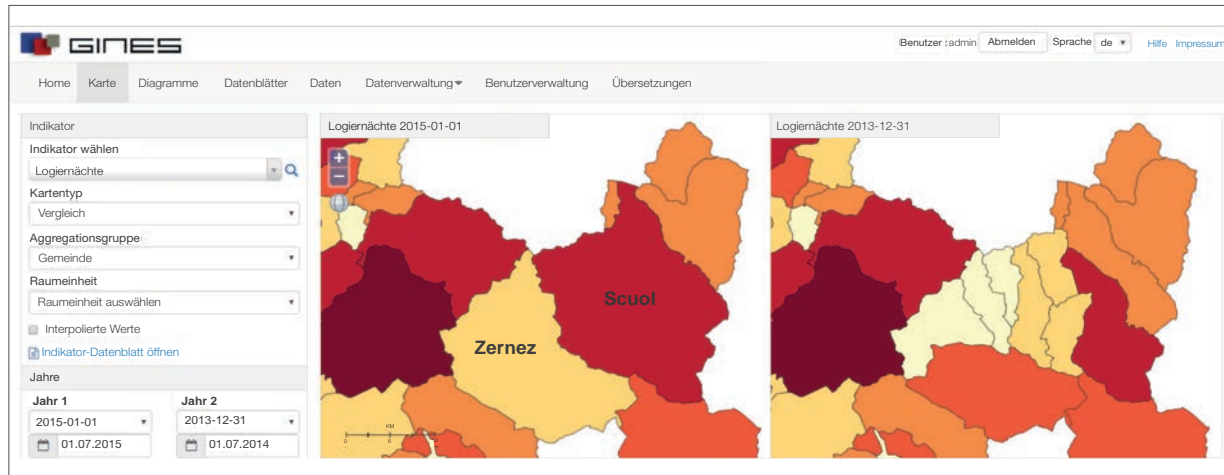 GINES
Benutzer : admin Abmelden Sprache de Hilfe Impressum
Home Karte Diagramme Datenblätter Daten Datenverwaltung Benutzerverwaltung Übersetzungen
Indikator
Indikator wählen
Logiernächte
Kartentyp
Vergleich
Aggregationsgruppe
Gemeinde
Raumeinheit
Raumeinheit auswählen
Interpolierte Werte
Indikator-Datenblatt öffnen
Jahre
Jahr 1 Jahr 2
2015-01-01 2013-12-31
01.07.2015 01.07.2014
Logiernächte 2015-01-01
+
−
Scuol
Zernez
KM
Logiernächte 2013-12-31